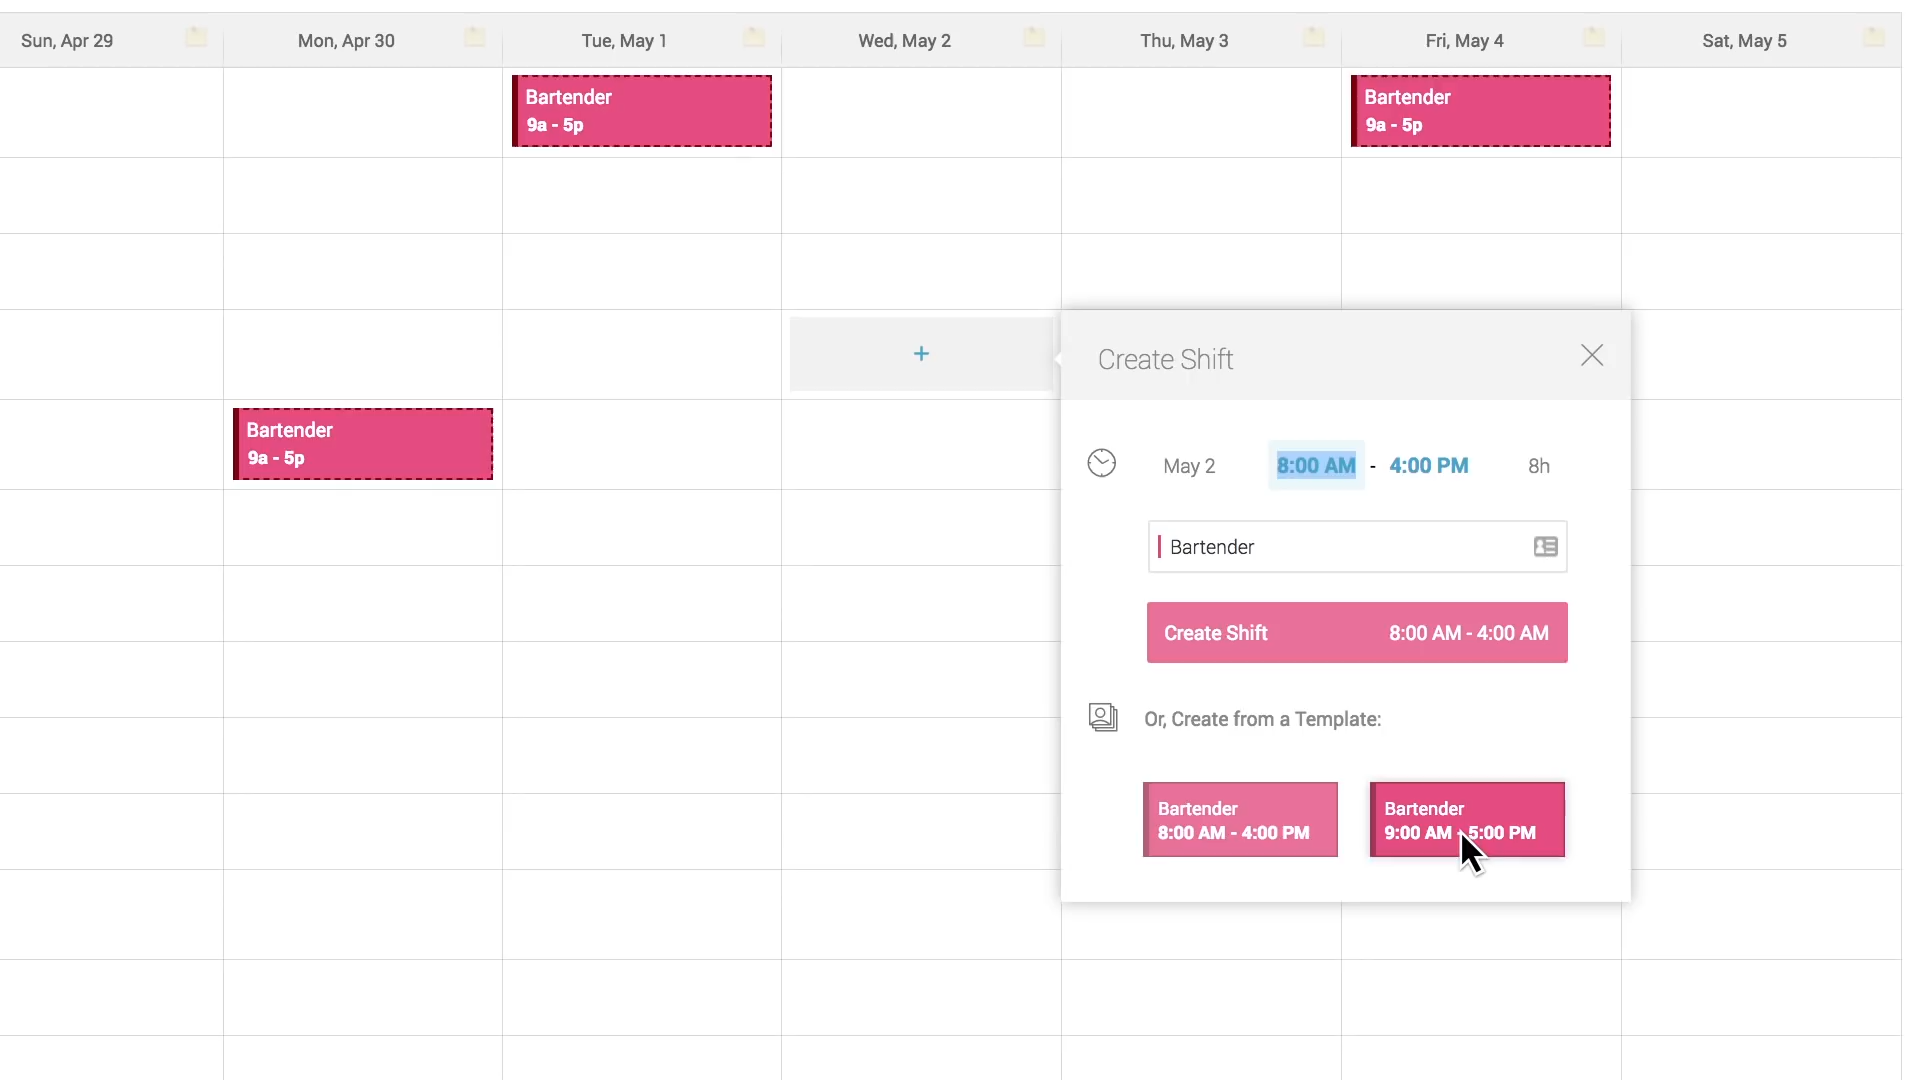 Sun, Apr 29
Mon, Apr 30
Tue, May 1
Wed, May 2
Thu, May 3
Fri, May 4
Sat, May 5
Bartender
9a - 5p
Bartender
9a - 5p
+
Bartender
9a - 5p
Create Shift
May 2
8:00 AM - 4:00 PM
8h
Bartender
Create Shift
8:00 AM - 4:00 AM
Or, Create from a Template:
Bartender
8:00 AM - 4:00 PM
Bartender
9:00 AM - 5:00 PM